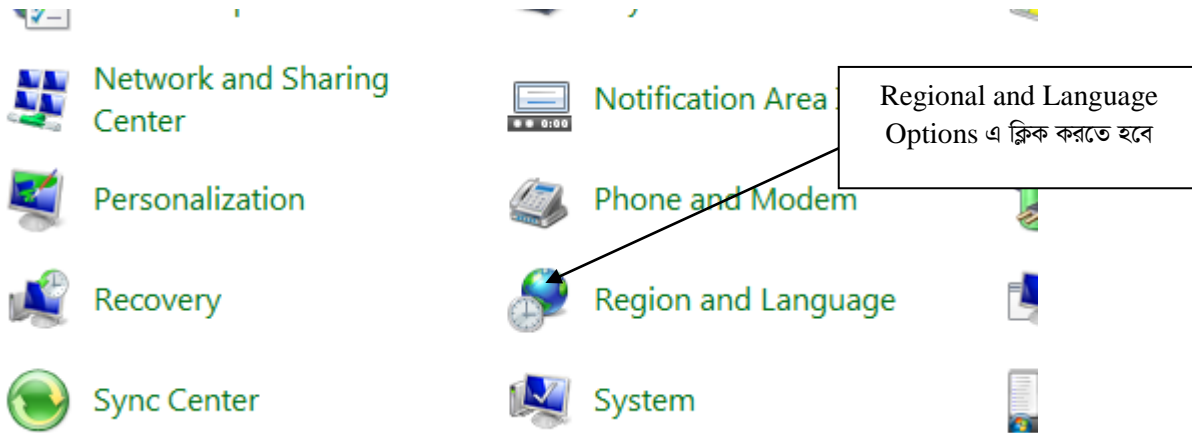 Network and Sharing
Center
Notification Area
Regional and Language
Options এ ক্লিক করতে হবে
Personalization
Phone and Modem
Recovery
Region and Language
Sync Center
System